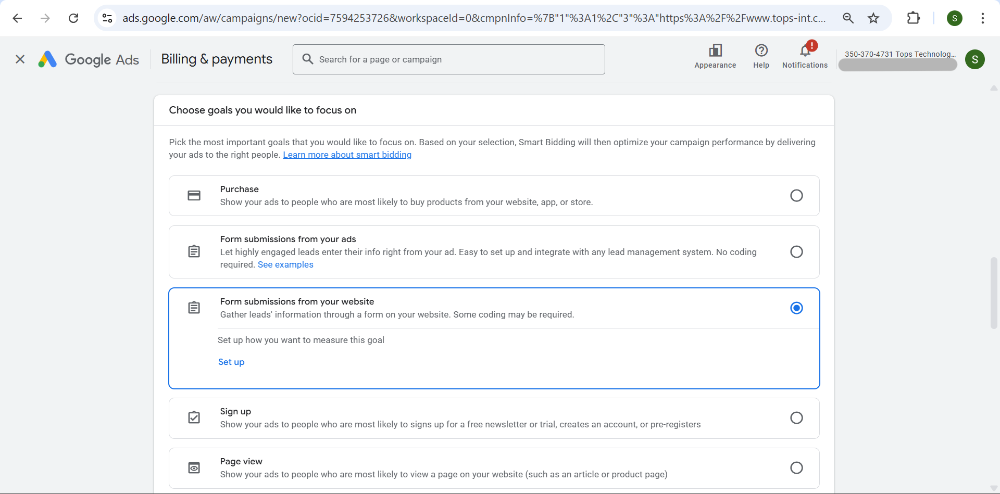 ads.google.com/aw/campaigns/new?ocid=7594253726&workspaceId=0&cmpnInfo=%7B"1"%3A1%2C"3"%3A"https%3A%2F%2Fwww.tops-int.c...
S
Google Ads
Billing & payments
Search for a page or campaign
Appearance
Help
!
Notifications
350-370-4731 Tops Technolog...
S
Choose goals you would like to focus on
Pick the most important goals that you would like to focus on. Based on your selection, Smart Bidding will then optimize your campaign performance by delivering
your ads to the right people. Learn more about smart bidding
Purchase
Show your ads to people who are most likely to buy products from your website, app, or store.
Form submissions from your ads
Let highly engaged leads enter their info right from your ad. Easy to set up and integrate with any lead management system. No coding
required. See examples
Form submissions from your website
Gather leads' information through a form on your website. Some coding may be required.
Set up how you want to measure this goal
Set up
Sign up
Show your ads to people who are most likely to signs up for a free newsletter or trial, creates an account, or pre-registers
Page view
Show your ads to people who are most likely to view a page on your website (such as an article or product page)